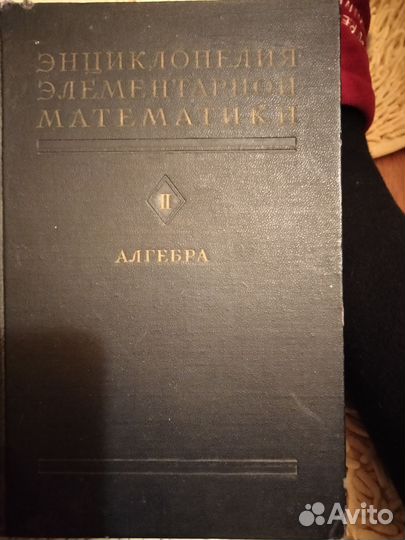 ЭНЦИКЛОПЕДИЯ
ЭЛЕМЕНТАРНОЙ
МАТЕМАТИКИ
II
АЛГЕБРА
Avito